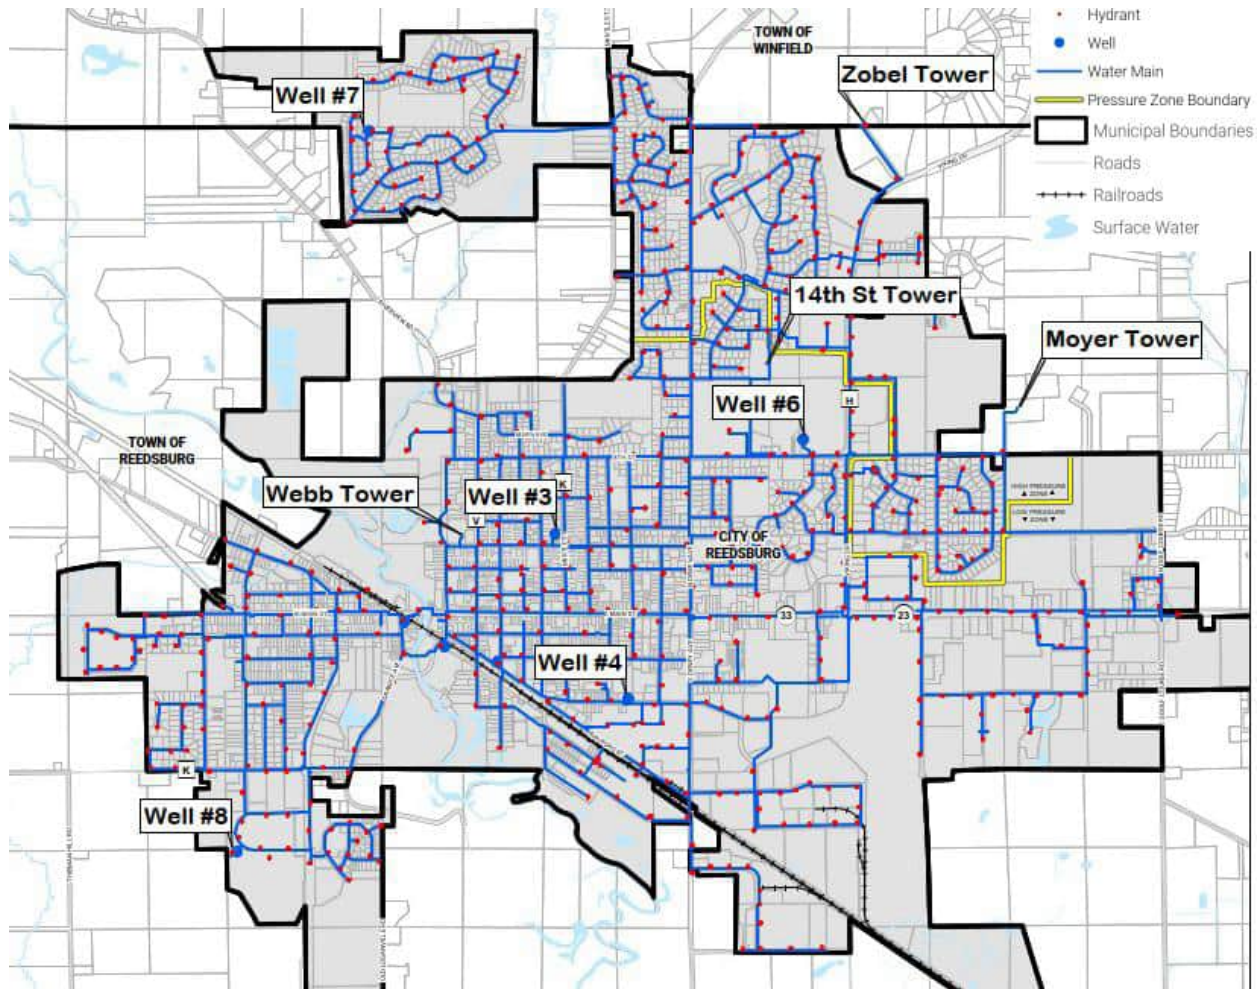 Hydrant
Well
Water Main
Pressure Zone Boundary
Municipal Boundaries
Roads
Railroads
Surface Water
TOWN OF
WINFIELD
Zobel Tower
Well #7
14th St Tower
Moyer Tower
Well #6
H
TOWN OF
REEDSBURG
Webb Tower
Well #3
K
V
HIGH PRESSURE
▲ ZONE ▲
LOW PRESSURE
▼ ZONE ▼
CITY OF
REEDSBURG
MAIN ST
33
23
Well #4
K
Well #8